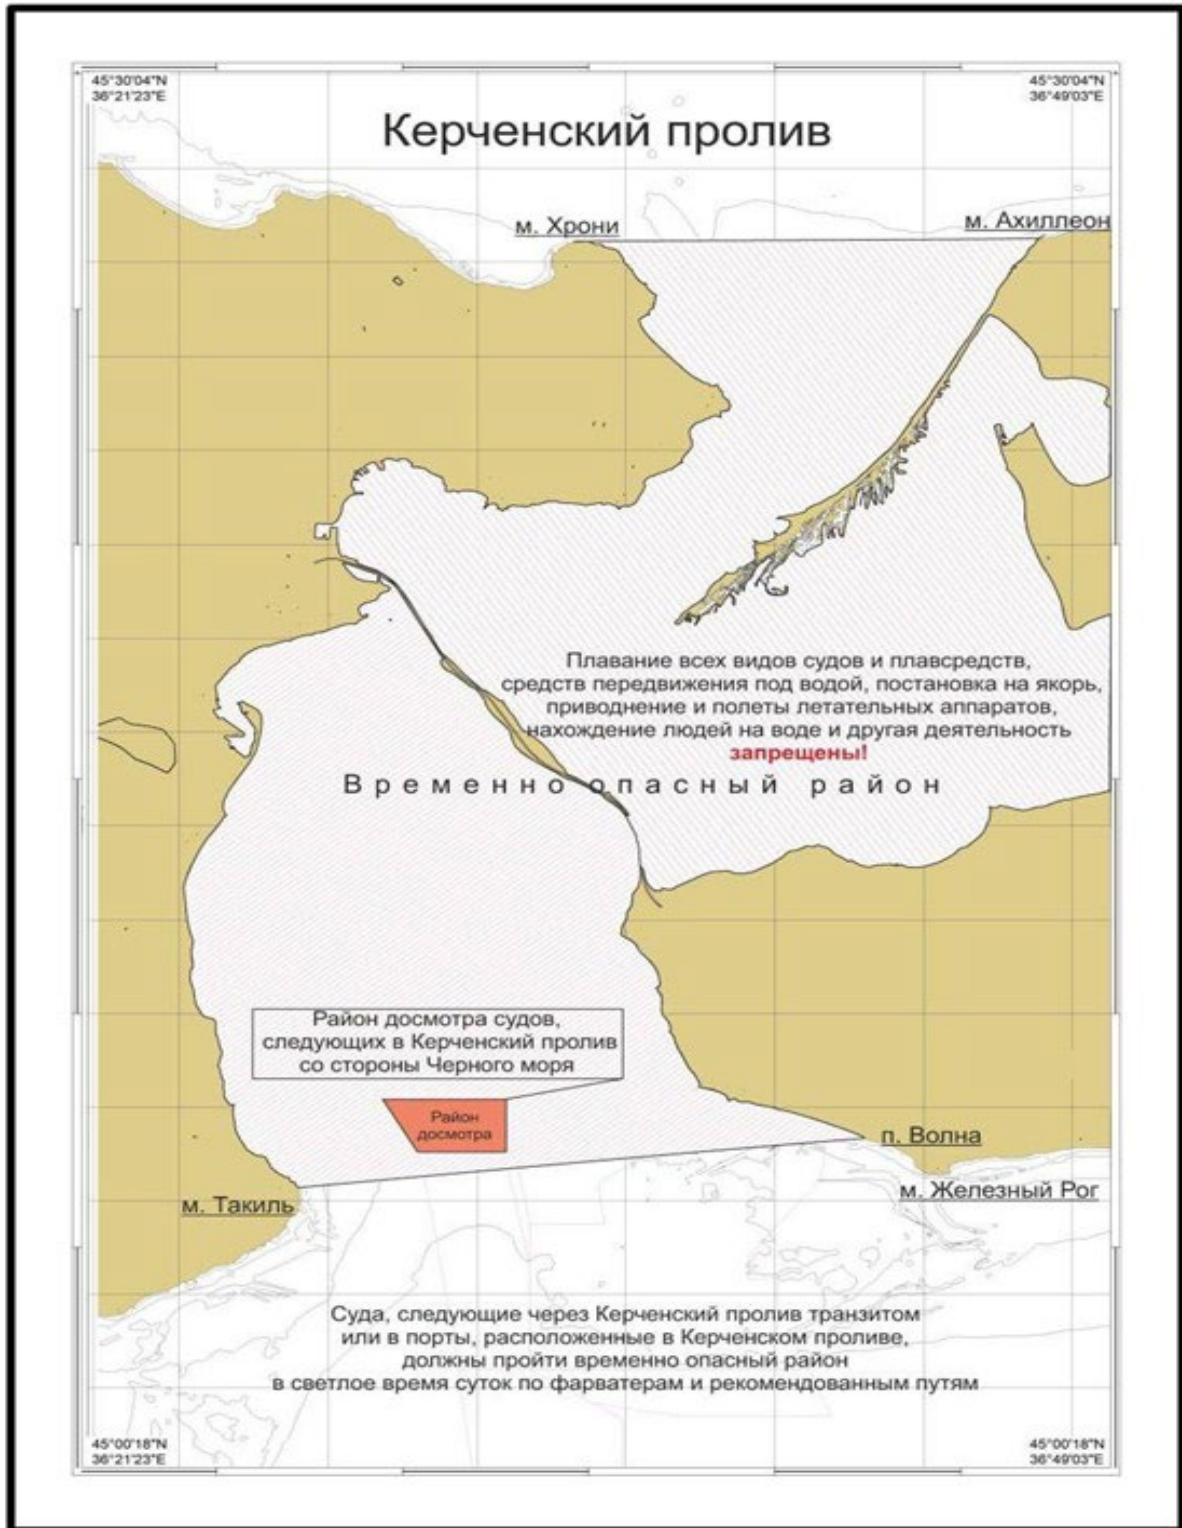 45°30'04"N
36°21'23"E
45°30'04"N
36°49'03"E
Керченский пролив
м. Хрони
м. Ахиллеон
Плавание всех видов судов и плавсредств,
средств передвижения под водой, постановка на якорь,
приводнение и полеты летательных аппаратов,
нахождение людей на воде и другая деятельность
запрещены!
Временно опасный район
Район досмотра судов,
следующих в Керченский пролив
со стороны Черного моря
Район
досмотра
п. Волна
м. Железный Рог
м. Такиль
Суда, следующие через Керченский пролив транзитом
или в порты, расположенные в Керченском проливе,
должны пройти временно опасный район
в светлое время суток по фарватерам и рекомендованным путям
45°00'18"N
36°21'23"E
45°00'18"N
36°49'03"E